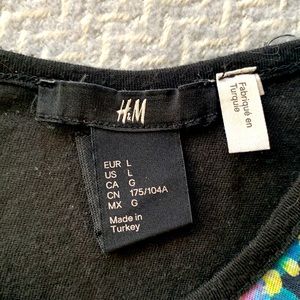 H&M
EUR L
US L
CA G
CN 175/104A
MX G
Made in
Turkey
Fabriqué en
Turquie